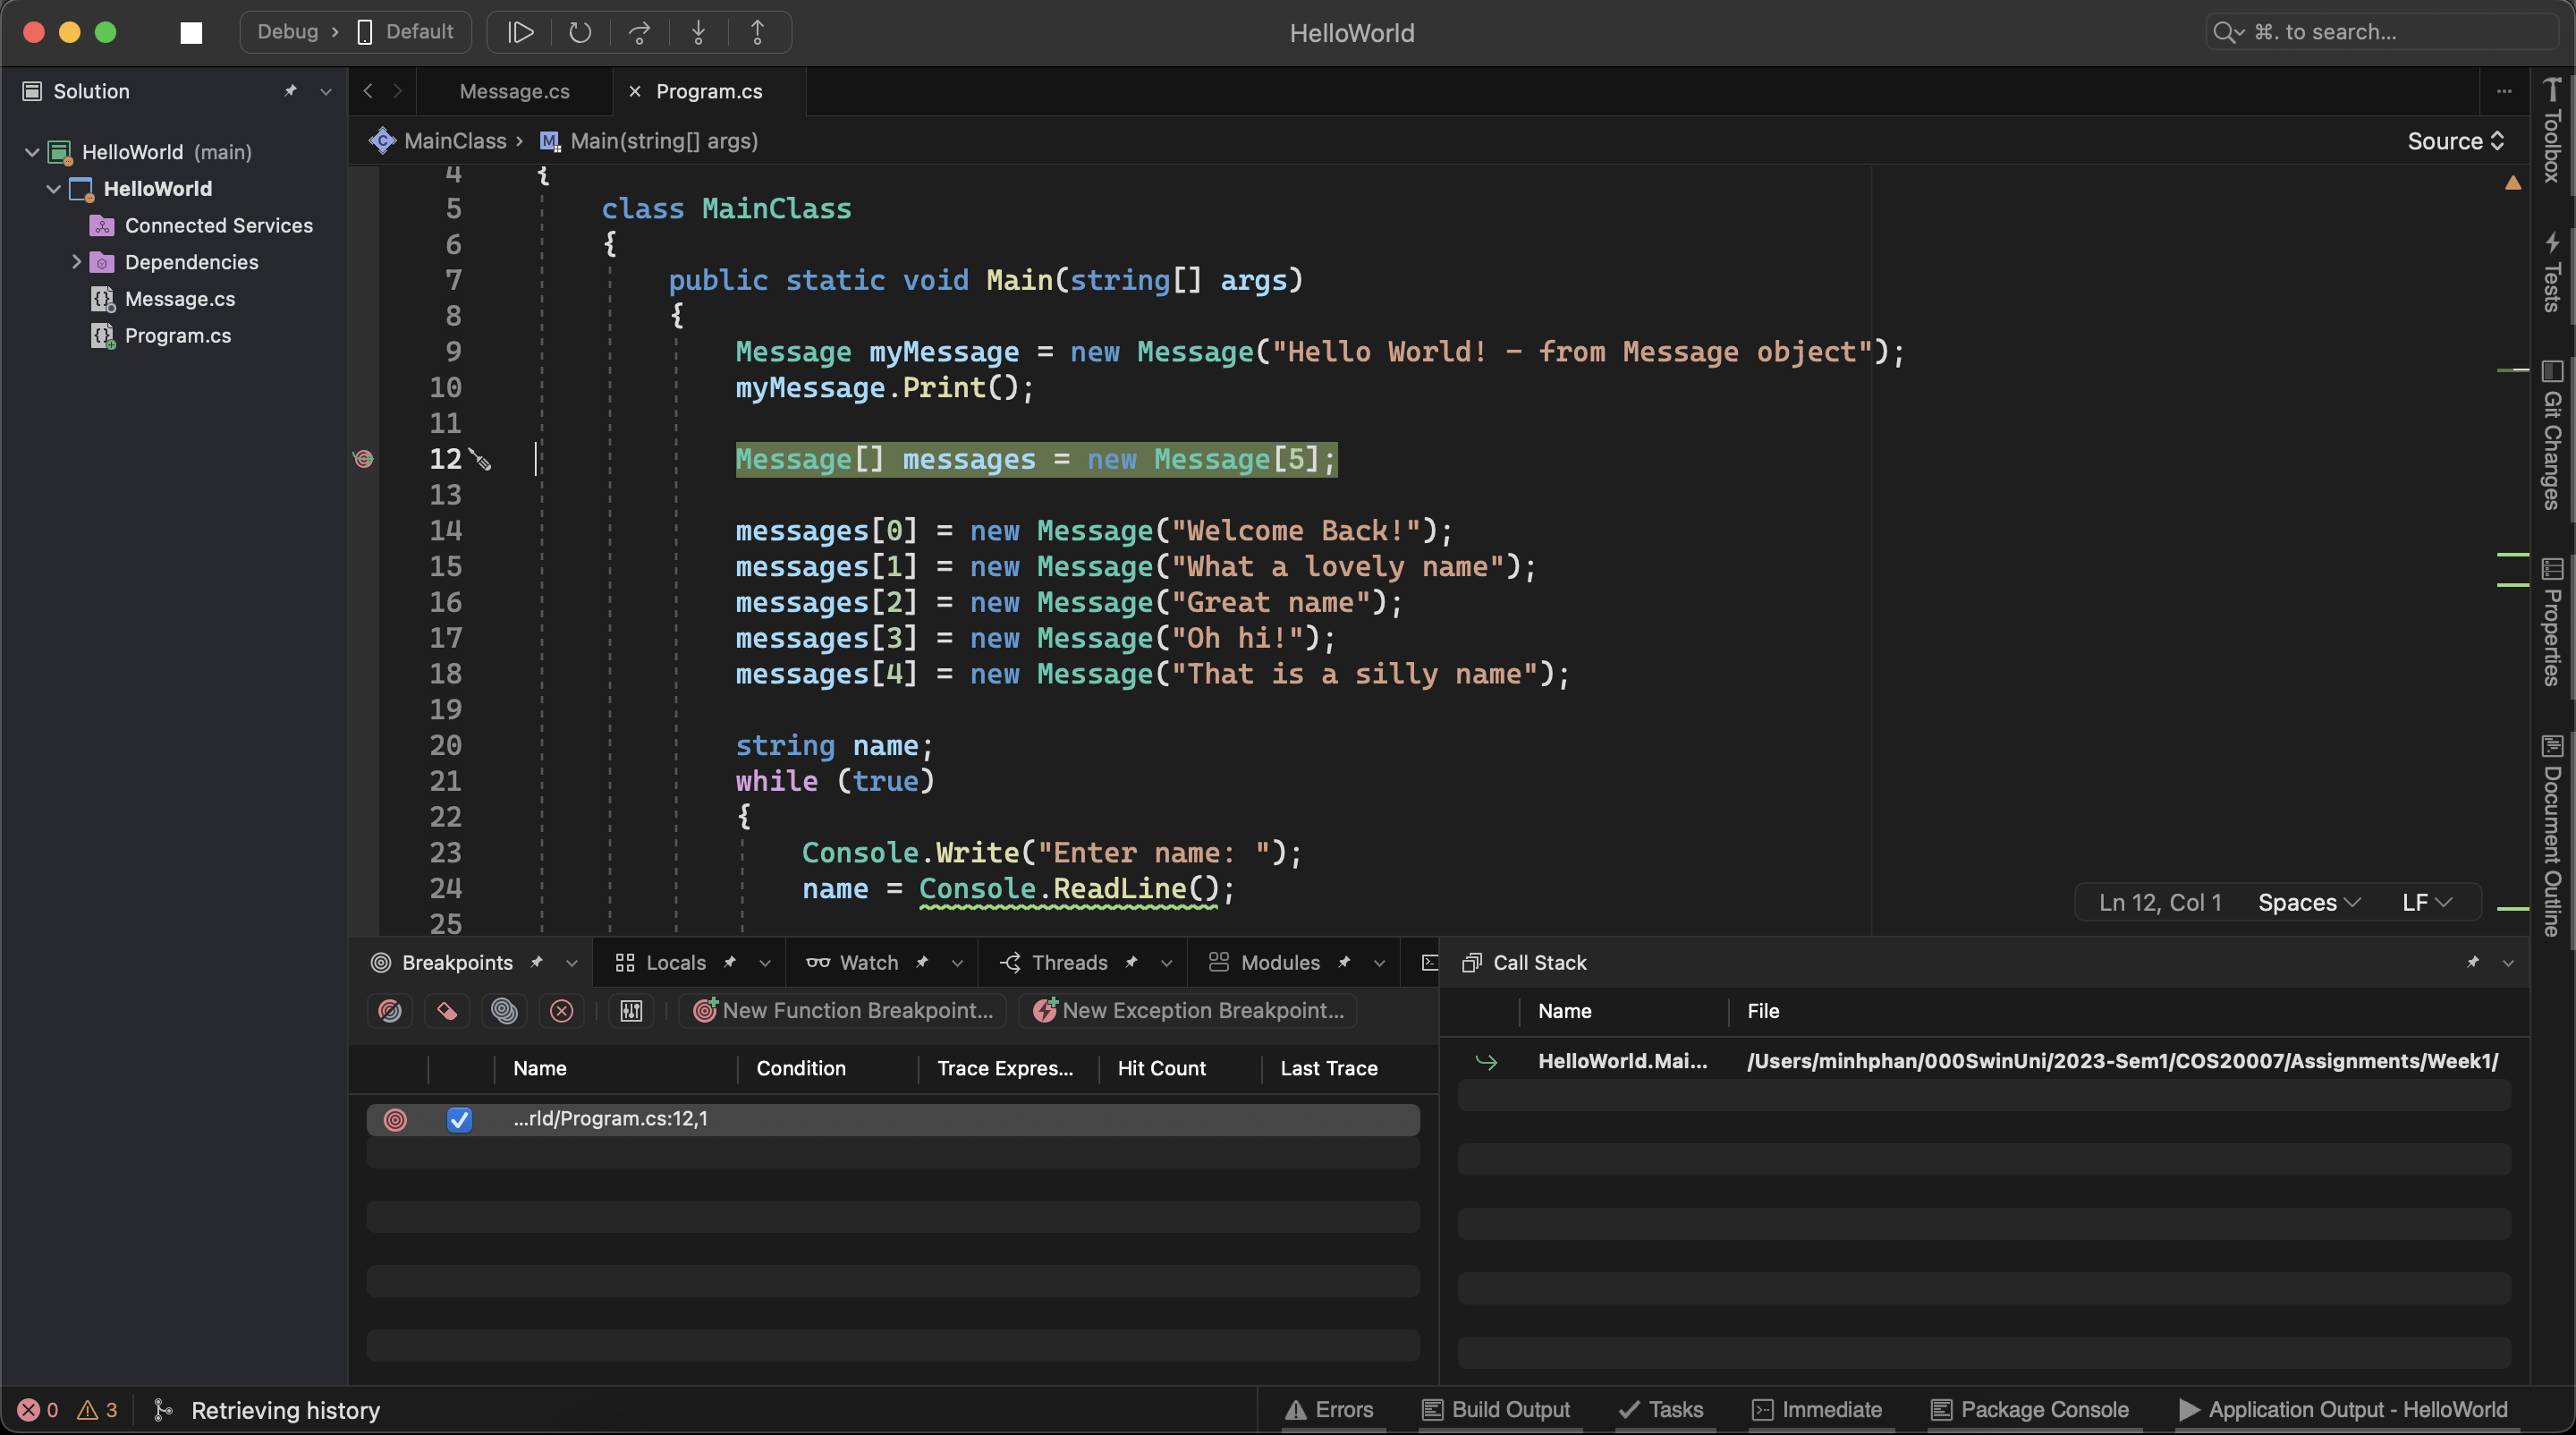 Debug › Default
HelloWorld
⌘. to search...
Solution
HelloWorld (main)
HelloWorld
Connected Services
Dependencies
Message.cs
Program.cs
Message.cs
× Program.cs
...
MainClass › M Main(string[] args)
Source
4 {
5 class MainClass
6 {
7 public static void Main(string[] args)
8 {
9 Message myMessage = new Message("Hello World! - from Message object");
10 myMessage.Print();
11
12 Message[] messages = new Message[5];
13
14 messages[0] = new Message("Welcome Back!");
15 messages[1] = new Message("What a lovely name");
16 messages[2] = new Message("Great name");
17 messages[3] = new Message("Oh hi!");
18 messages[4] = new Message("That is a silly name");
19
20 string name;
21 while (true)
22 {
23 Console.Write("Enter name: ");
24 name = Console.ReadLine();
25
Ln 12, Col 1 Spaces LF
Toolbox
Tests
Git Changes
Properties
Document Outline
Breakpoints Locals Watch Threads Modules
New Function Breakpoint... New Exception Breakpoint...
Name Condition Trace Expres... Hit Count Last Trace
...rld/Program.cs:12,1
Call Stack
Name File
HelloWorld.Mai... /Users/minhphan/000SwinUni/2023-Sem1/COS20007/Assignments/Week1/
0 3 Retrieving history
Errors Build Output Tasks Immediate Package Console Application Output - HelloWorld